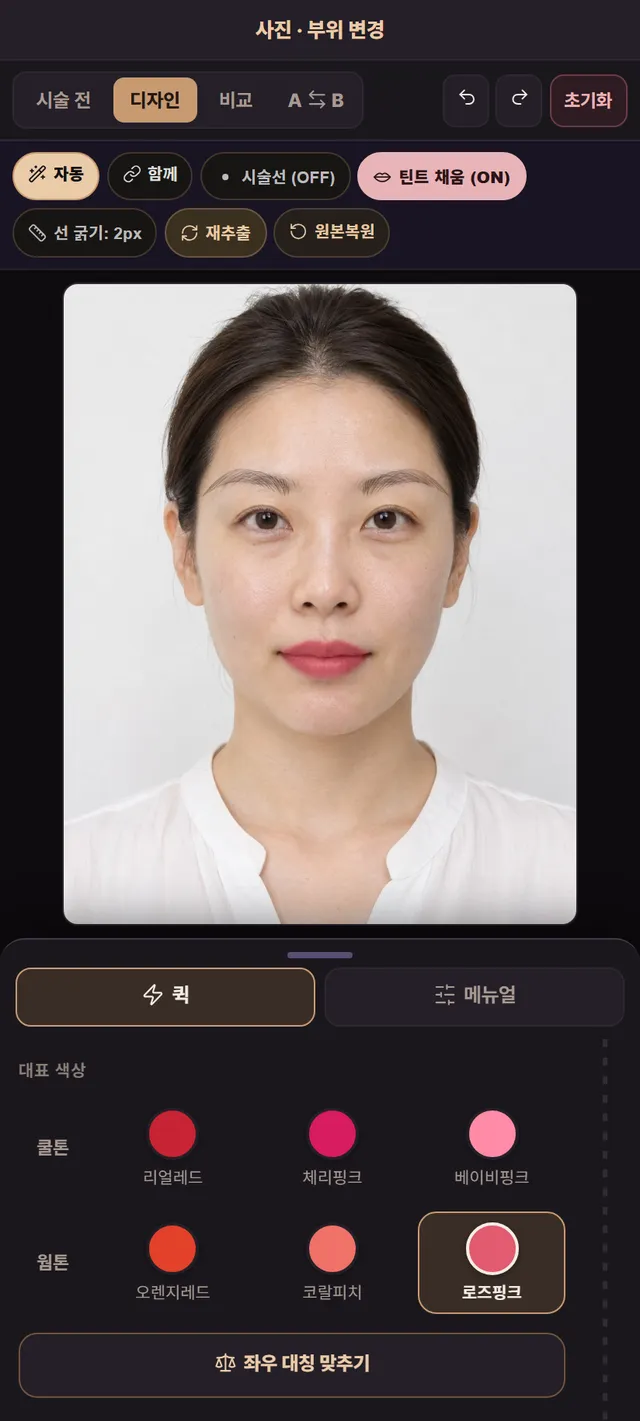 사진 · 부위 변경
시술 전 디자인 비교 A ⇆ B 초기화
자동 함께 시술선 (OFF) 틴트 채움 (ON)
선 굵기: 2px 재추출 원본복원
퀵 메뉴얼
대표 색상
쿨톤 리얼레드 체리핑크 베이비핑크
웜톤 오렌지레드 코랄피치 로즈핑크
좌우 대칭 맞추기